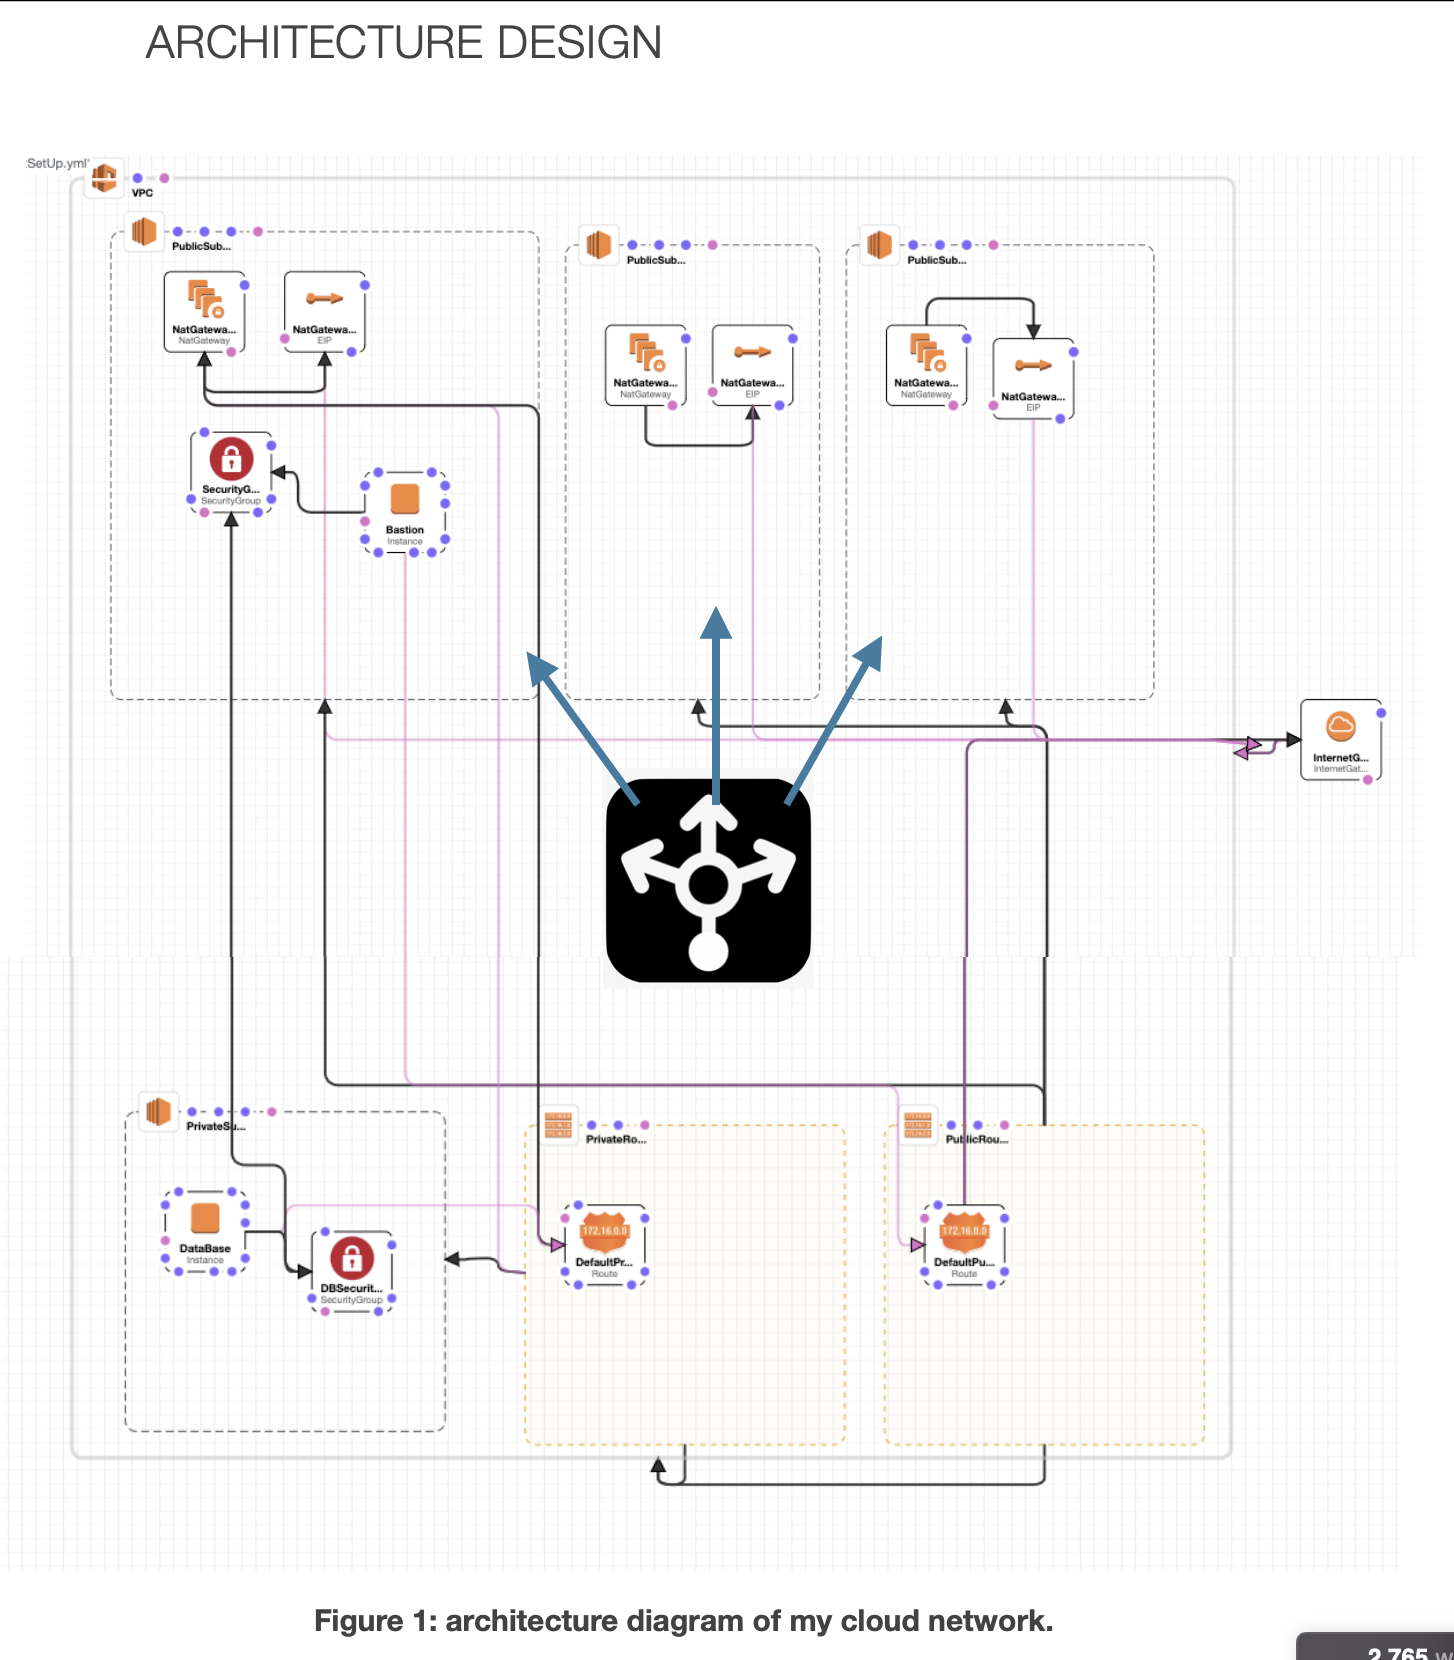 ARCHITECTURE DESIGN
:SetUp.yml'
VPC
PublicSub...
PublicSub...
PublicSub...
NatGatewa...
NatGateway
NatGatewa...
EIP
NatGatewa...
NatGateway
NatGatewa...
EIP
NatGatewa...
NatGateway
NatGatewa...
EIP
SecurityG...
SecurityGroup
Bastion
Instance
InternetG...
InternetGat...
PrivateSu...
PrivateRo...
PublicRou...
DataBase
Instance
DBSecurit...
SecurityGroup
172.16.0.0
DefaultPr...
Route
172.16.0.0
DefaultPu...
Route
Figure 1: architecture diagram of my cloud network.
2,765 w